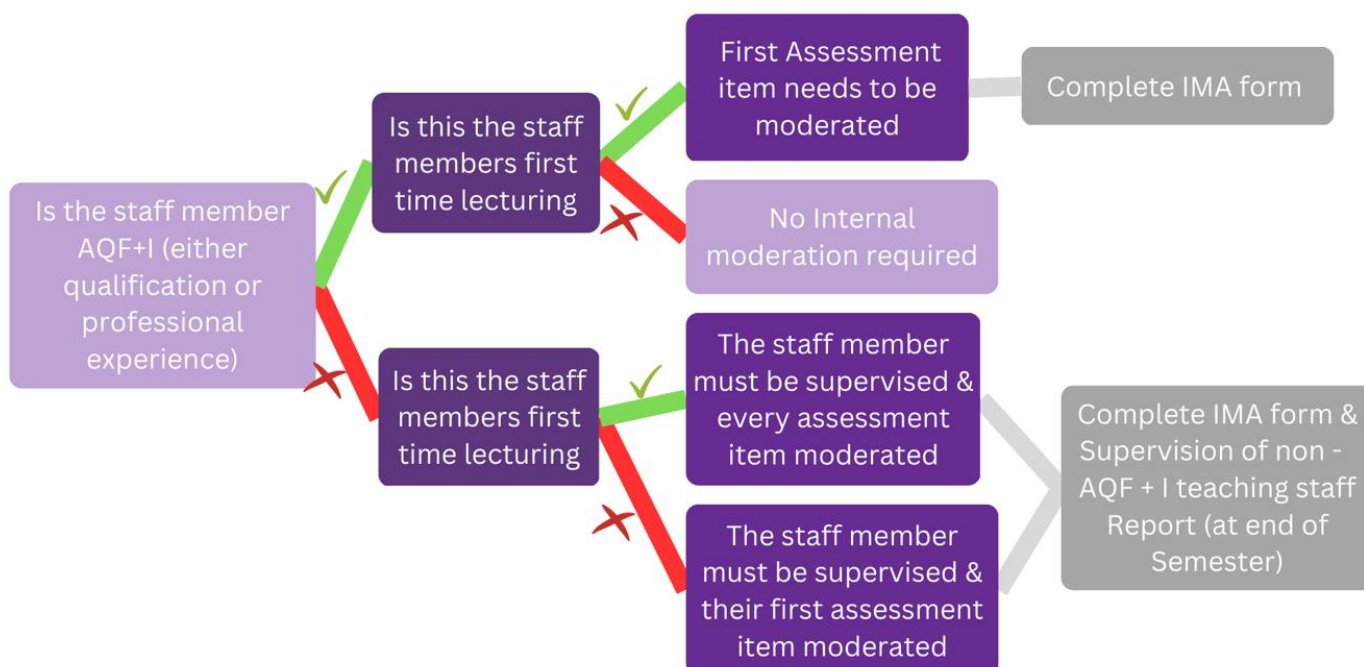 Is the staff member
AQF+I (either
qualification or
professional
experience)
Is this the staff
members first
time lecturing
First Assessment
item needs to be
moderated
Complete IMA form
No Internal
moderation required
Is this the staff
members first
time lecturing
The staff member
must be supervised &
every assessment
item moderated
The staff member
must be supervised &
their first assessment
item moderated
Complete IMA form &
Supervision of non -
AQF + I teaching staff
Report (at end of
Semester)